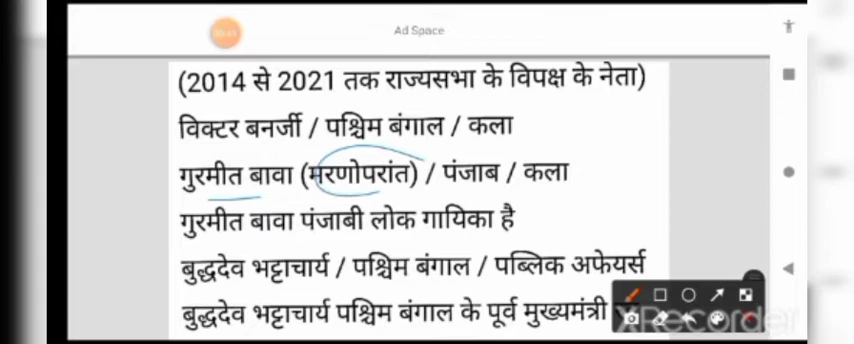 Ad Space
(2014 से 2021 तक राज्यसभा के विपक्ष के नेता)
विक्टर बनर्जी / पश्चिम बंगाल / कला
गुरमीत बावा (मरणोपरांत) / पंजाब / कला
गुरमीत बावा पंजाबी लोक गायिका है
बुद्धदेव भट्टाचार्य / पश्चिम बंगाल / पब्लिक अफेयर्स
बुद्धदेव भट्टाचार्य पश्चिम बंगाल के पूर्व मुख्यमंत्री
XRecorder